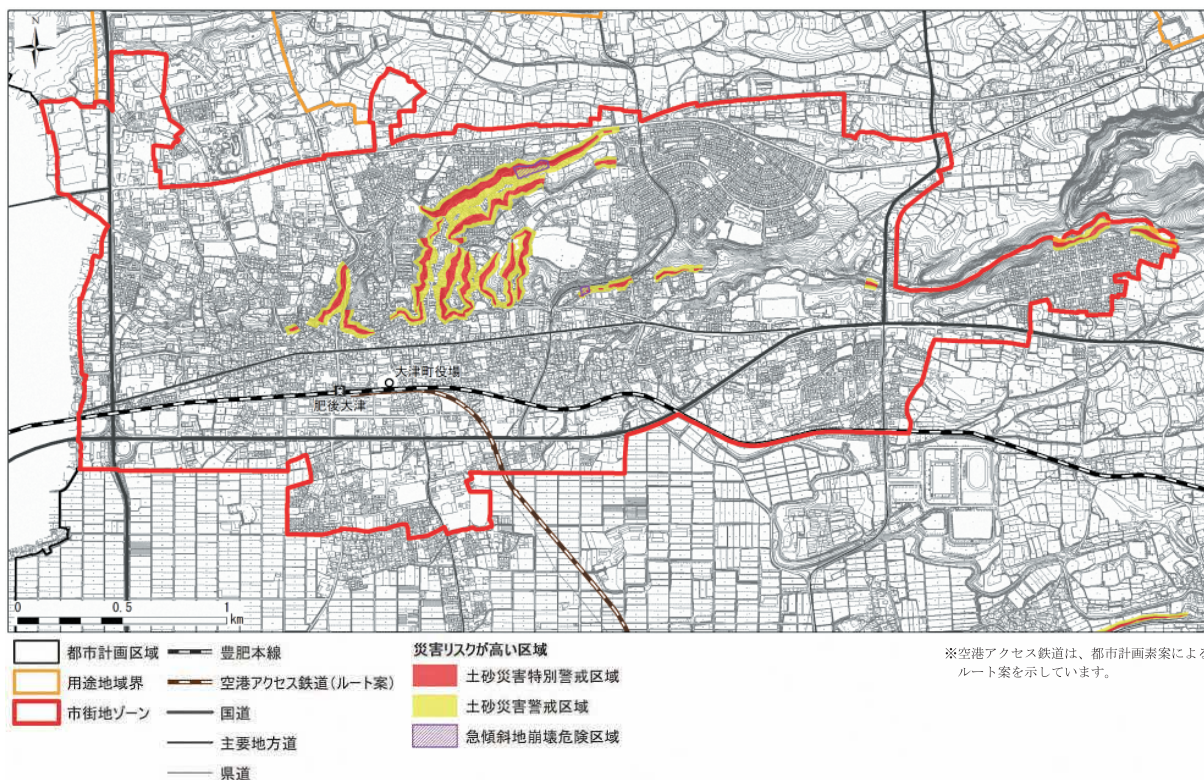 N
大津町役場
肥後大津
0 0.5 1
km
都市計画区域
用途地域界
市街地ゾーン
豊肥本線
空港アクセス鉄道(ルート案)
国道
主要地方道
県道
災害リスクが高い区域
土砂災害特別警戒区域
土砂災害警戒区域
急傾斜地崩壊危険区域
※空港アクセス鉄道は、都市計画素案による
ルート案を示しています。